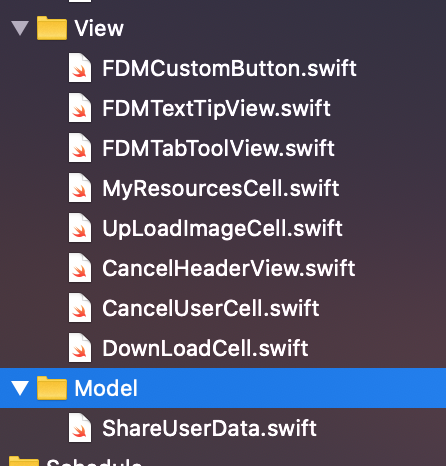 View
FDMCustomButton.swift
FDMTextTipView.swift
FDMTabToolView.swift
MyResourcesCell.swift
UpLoadImageCell.swift
CancelHeaderView.swift
CancelUserCell.swift
DownLoadCell.swift
Model
ShareUserData.swift
Schedule